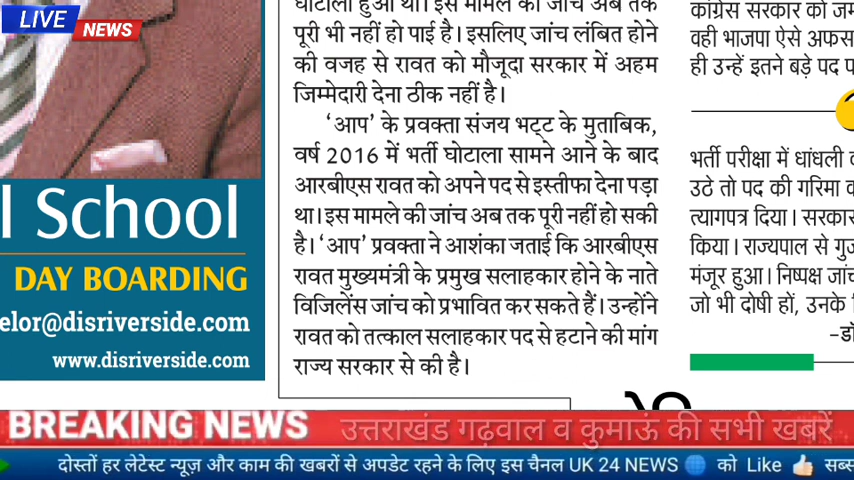 LIVE
NEWS
l School
DAY BOARDING
elor@disriverside.com
www.disriverside.com
घोटाला हुआ था। इस मामले की जांच अब तक
पूरी भी नहीं हो पाई है। इसलिए जांच लंबित होने
की वजह से रावत को मौजूदा सरकार में अहम
जिम्मेदारी देना ठीक नहीं है।
‘आप’ के प्रवक्ता संजय भट्ट के मुताबिक,
वर्ष 2016 में भर्ती घोटाला सामने आने के बाद
आरबीएस रावत को अपने पद से इस्तीफा देना पड़ा
था। इस मामले की जांच अब तक पूरी नहीं हो सकी
है। ‘आप’ प्रवक्ता ने आशंका जताई कि आरबीएस
रावत मुख्यमंत्री के प्रमुख सलाहकार होने के नाते
विजिलेंस जांच को प्रभावित कर सकते हैं। उन्होंने
रावत को तत्काल सलाहकार पद से हटाने की मांग
राज्य सरकार से की है।
कांग्रेस सरकार को
वही भाजपा ऐसे
ही उन्हें इतने बड़े पद
भर्ती परीक्षा में धांधली
उठे तो पद की गरिमा
त्यागपत्र दिया।
किया। राज्यपाल से
मंजूर हुआ। निष्पक्ष
जो भी दोषी हों, उनके
BREAKING NEWS
उत्तराखंड गढ़वाल व कुमाऊं की सभी खबरें
दोस्तों हर लेटेस्ट न्यूज़ और काम की खबरों से अपडेट रहने के लिए इस चैनल UK 24 NEWS 🌐 को Like 👍🏻